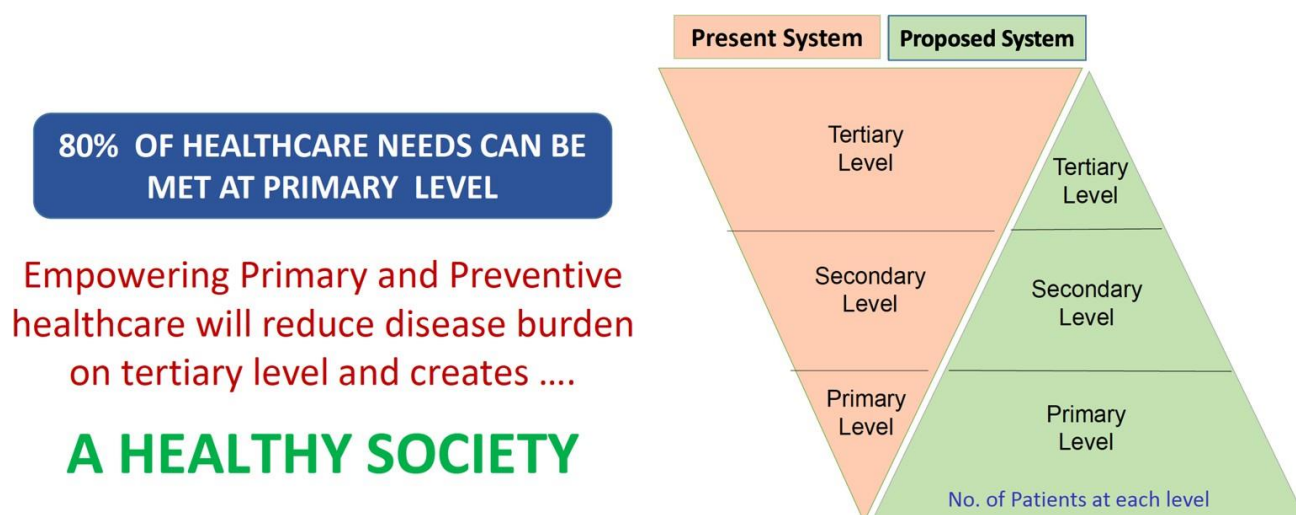 80% OF HEALTHCARE NEEDS CAN BE
MET AT PRIMARY LEVEL
Empowering Primary and Preventive
healthcare will reduce disease burden
on tertiary level and creates ....
A HEALTHY SOCIETY
Present System
Proposed System
Tertiary
Level
Secondary
Level
Primary
Level
Tertiary
Level
Secondary
Level
Primary
Level
No. of Patients at each level